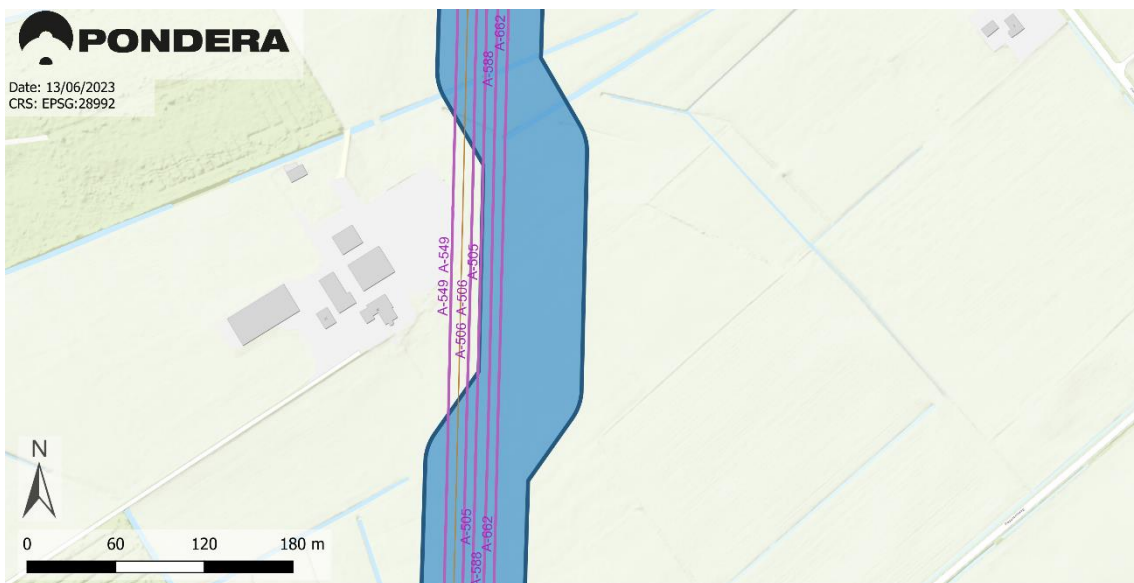 PONDERA
Date: 13/06/2023
CRS: EPSG:28992
A-662
A-588
A-549
A-505
A-549
A-506
A-506
A-505
A-662
A-588
N
0 60 120 180 m